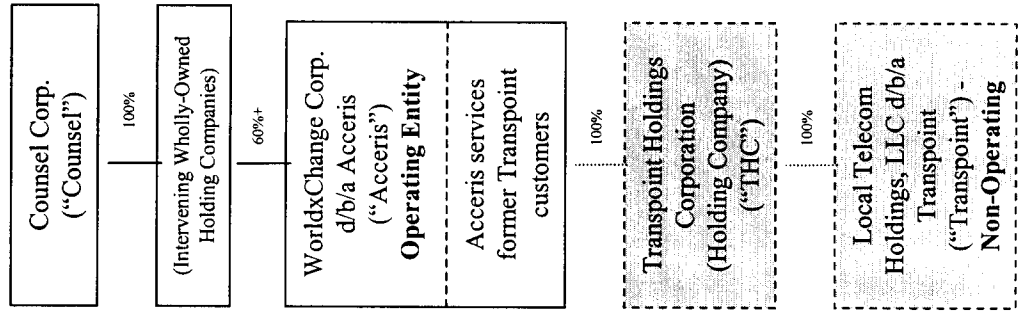 Counsel Corp.
("Counsel")
100%
(Intervening Wholly-Owned
Holding Companies)
60%+
WorldxChange Corp.
d/b/a Acceris
("Acceris")
Operating Entity
Acceris services
former Transpoint
customers
100%
Transpoint Holdings
Corporation
(Holding Company)
("THC")
100%
Local Telecom
Holdings, LLC d/b/a
Transpoint
("Transpoint") -
Non-Operating